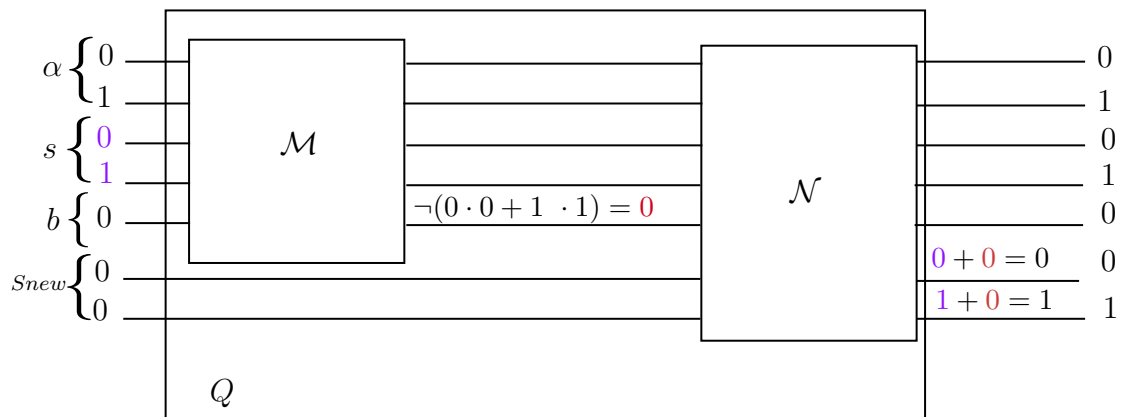 α { 0 0
1 M 1
s { 0 N 0
1 1
b { 0 ¬(0 · 0 + 1 · 1) = 0 0
Snew { 0 0 + 0 = 0 0
0 1 + 0 = 1 1
Q